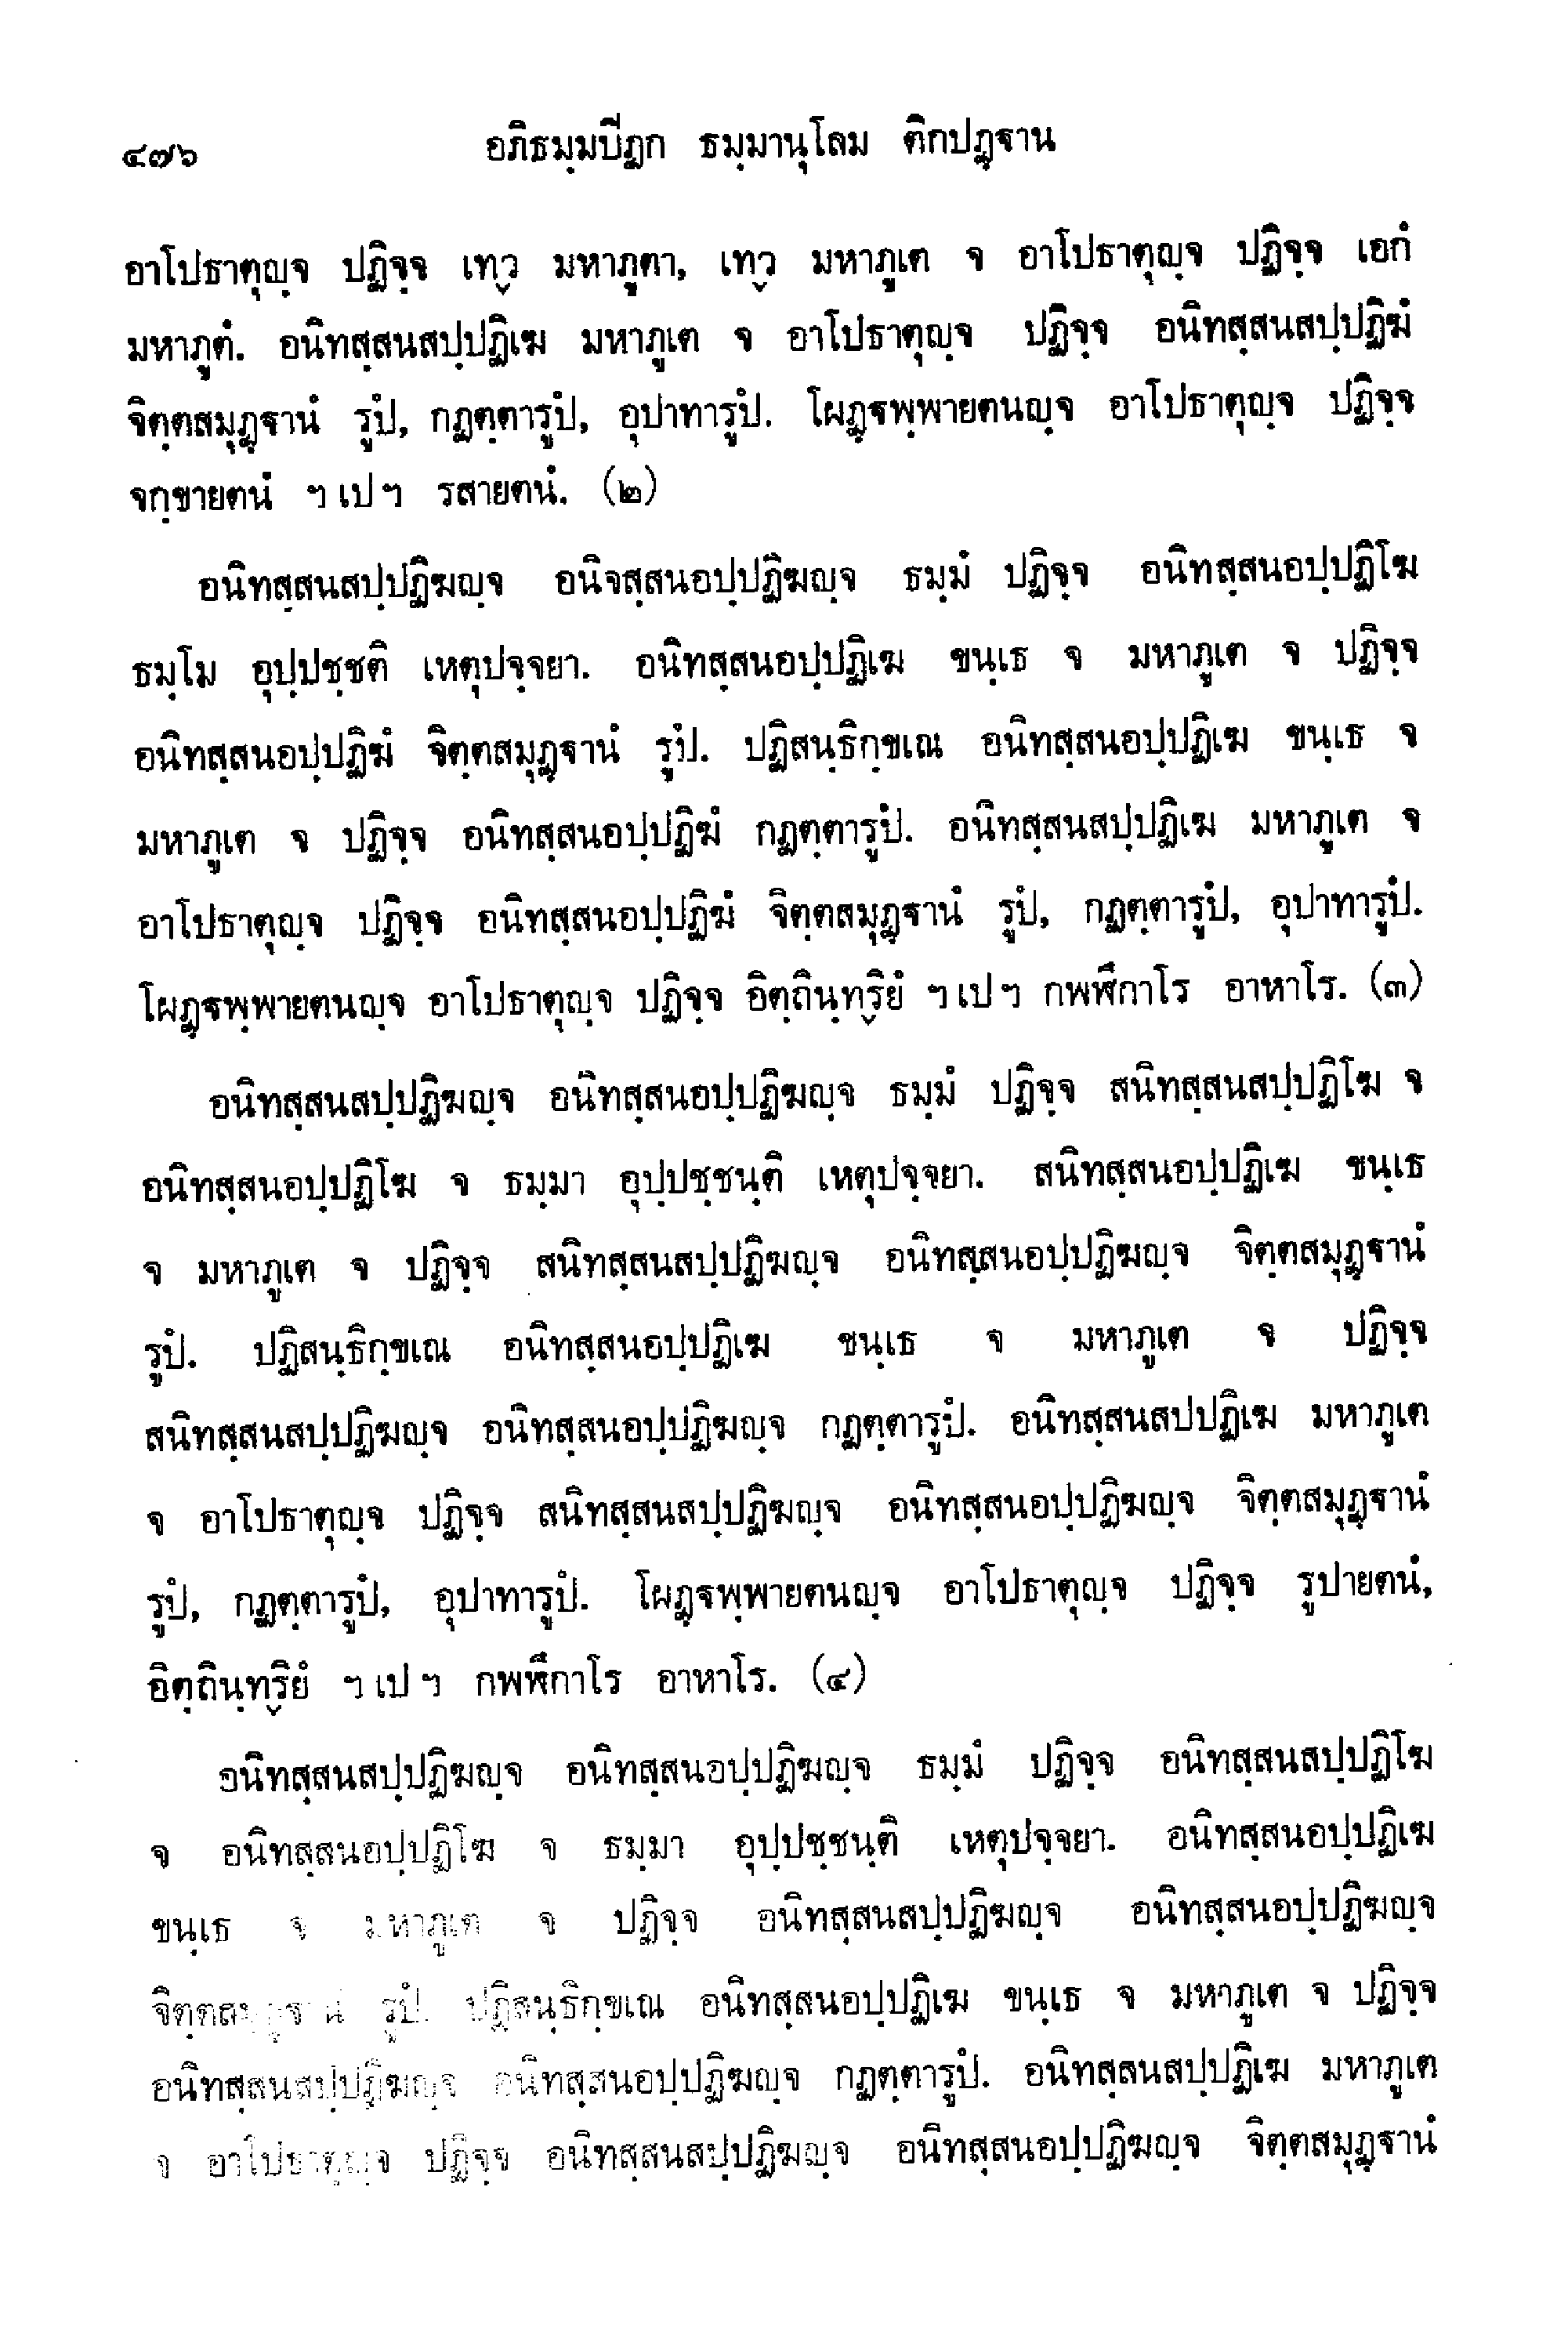 ๔๗๖ อภิธมฺมปีฏก ธมฺมานุโลม ติกปฏฺฐาน
อาโปธาตุญฺจ ปฏิจฺจ เทฺว มหาภูตา, เทฺว มหาภูเต จ อาโปธาตุญฺจ ปฏิจฺจ เอกํ
มหาภูตํ. อนิทสฺสนสปฺปฏิเฆ มหาภูเต จ อาโปธาตุญฺจ ปฏิจฺจ อนิทสฺสนสปฺปฏิฆํ
จิตฺตสมุฏฺฐานํ รูปํ, กฏตฺตารูปํ, อุปาทารูปํ. โผฏฺฐพฺพายตนญฺจ อาโปธาตุญฺจ ปฏิจฺจ
จกฺขายตนํ ฯ เป ฯ รสายตนํ. (๒)
อนิทสฺสนสปฺปฏิฆญฺจ อนิจสฺสนอปฺปฏิฆญฺจ ธมฺมํ ปฏิจฺจ อนิทสฺสนอปฺปฏิโฆ
ธมฺโม อุปฺปชฺชติ เหตุปจฺจยา. อนิทสฺสนอปฺปฏิเฆ ขนฺเธ จ มหาภูเต จ ปฏิจฺจ
อนิทสฺสนอปฺปฏิฆํ จิตฺตสมุฏฺฐานํ รูปํ. ปฏิสนฺธิกฺขเณ อนิทสฺสนอปฺปฏิเฆ ขนฺเธ จ
มหาภูเต จ ปฏิจฺจ อนิทสฺสนอปฺปฏิฆํ กฏตฺตารูปํ. อนิทสฺสนสปฺปฏิเฆ มหาภูเต จ
อาโปธาตุญฺจ ปฏิจฺจ อนิทสฺสนอปฺปฏิฆํ จิตฺตสมุฏฺฐานํ รูปํ, กฏตฺตารูปํ, อุปาทารูปํ.
โผฏฺฐพฺพายตนญฺจ อาโปธาตุญฺจ ปฏิจฺจ อิตฺถินฺทฺริยํ ฯ เป ฯ กพฬีกาโร อาหาโร. (๓)
อนิทสฺสนสปฺปฏิฆญฺจ อนิทสฺสนอปฺปฏิฆญฺจ ธมฺมํ ปฏิจฺจ สนิทสฺสนสปฺปฏิโฆ จ
อนิทสฺสนอปฺปฏิโฆ จ ธมฺมา อุปฺปชฺชนฺติ เหตุปจฺจยา. สนิทสฺสนอปฺปฏิเฆ ขนฺเธ
จ มหาภูเต จ ปฏิจฺจ สนิทสฺสนสปฺปฏิฆญฺจ อนิทสฺสนอปฺปฏิฆญฺจ จิตฺตสมุฏฺฐานํ
รูปํ. ปฏิสนฺธิกฺขเณ อนิทสฺสนอปฺปฏิเฆ ขนฺเธ จ มหาภูเต จ ปฏิจฺจ
สนิทสฺสนสปฺปฏิฆญฺจ อนิทสฺสนอปฺปฏิฆญฺจ กฏตฺตารูปํ. อนิทสฺสนสปปฏิเฆ มหาภูเต
จ อาโปธาตุญฺจ ปฏิจฺจ สนิทสฺสนสปฺปฏิฆญฺจ อนิทสฺสนอปฺปฏิฆญฺจ จิตฺตสมุฏฺฐานํ
รูปํ, กฏตฺตารูปํ, อุปาทารูปํ. โผฏฺฐพฺพายตนญฺจ อาโปธาตุญฺจ ปฏิจฺจ รูปายตนํ,
อิตฺถินฺทฺริยํ ฯ เป ฯ กพฬีกาโร อาหาโร. (๔)
อนิทสฺสนสปฺปฏิฆญฺจ อนิทสฺสนอปฺปฏิฆญฺจ ธมฺมํ ปฏิจฺจ อนิทสฺสนสปฺปฏิโฆ
จ อนิทสฺสนอปฺปฏิโฆ จ ธมฺมา อุปฺปชฺชนฺติ เหตุปจฺจยา. อนิทสฺสนอปฺปฏิเฆ
ขนฺเธ จ มหาภูเต จ ปฏิจฺจ อนิทสฺสนสปฺปฏิฆญฺจ อนิทสฺสนอปฺปฏิฆญฺจ
จิตฺตสมุฏฺฐานํ รูปํ. ปฏิสนฺธิกฺขเณ อนิทสฺสนอปฺปฏิเฆ ขนฺเธ จ มหาภูเต จ ปฏิจฺจ
อนิทสฺสนสปฺปฏิฆญฺจ อนิทสฺสนอปฺปฏิฆญฺจ กฏตฺตารูปํ. อนิทสฺสนสปฺปฏิเฆ มหาภูเต
จ อาโปธาตุญฺจ ปฏิจฺจ อนิทสฺสนสปฺปฏิฆญฺจ อนิทสฺสนอปฺปฏิฆญฺจ จิตฺตสมุฏฺฐานํ